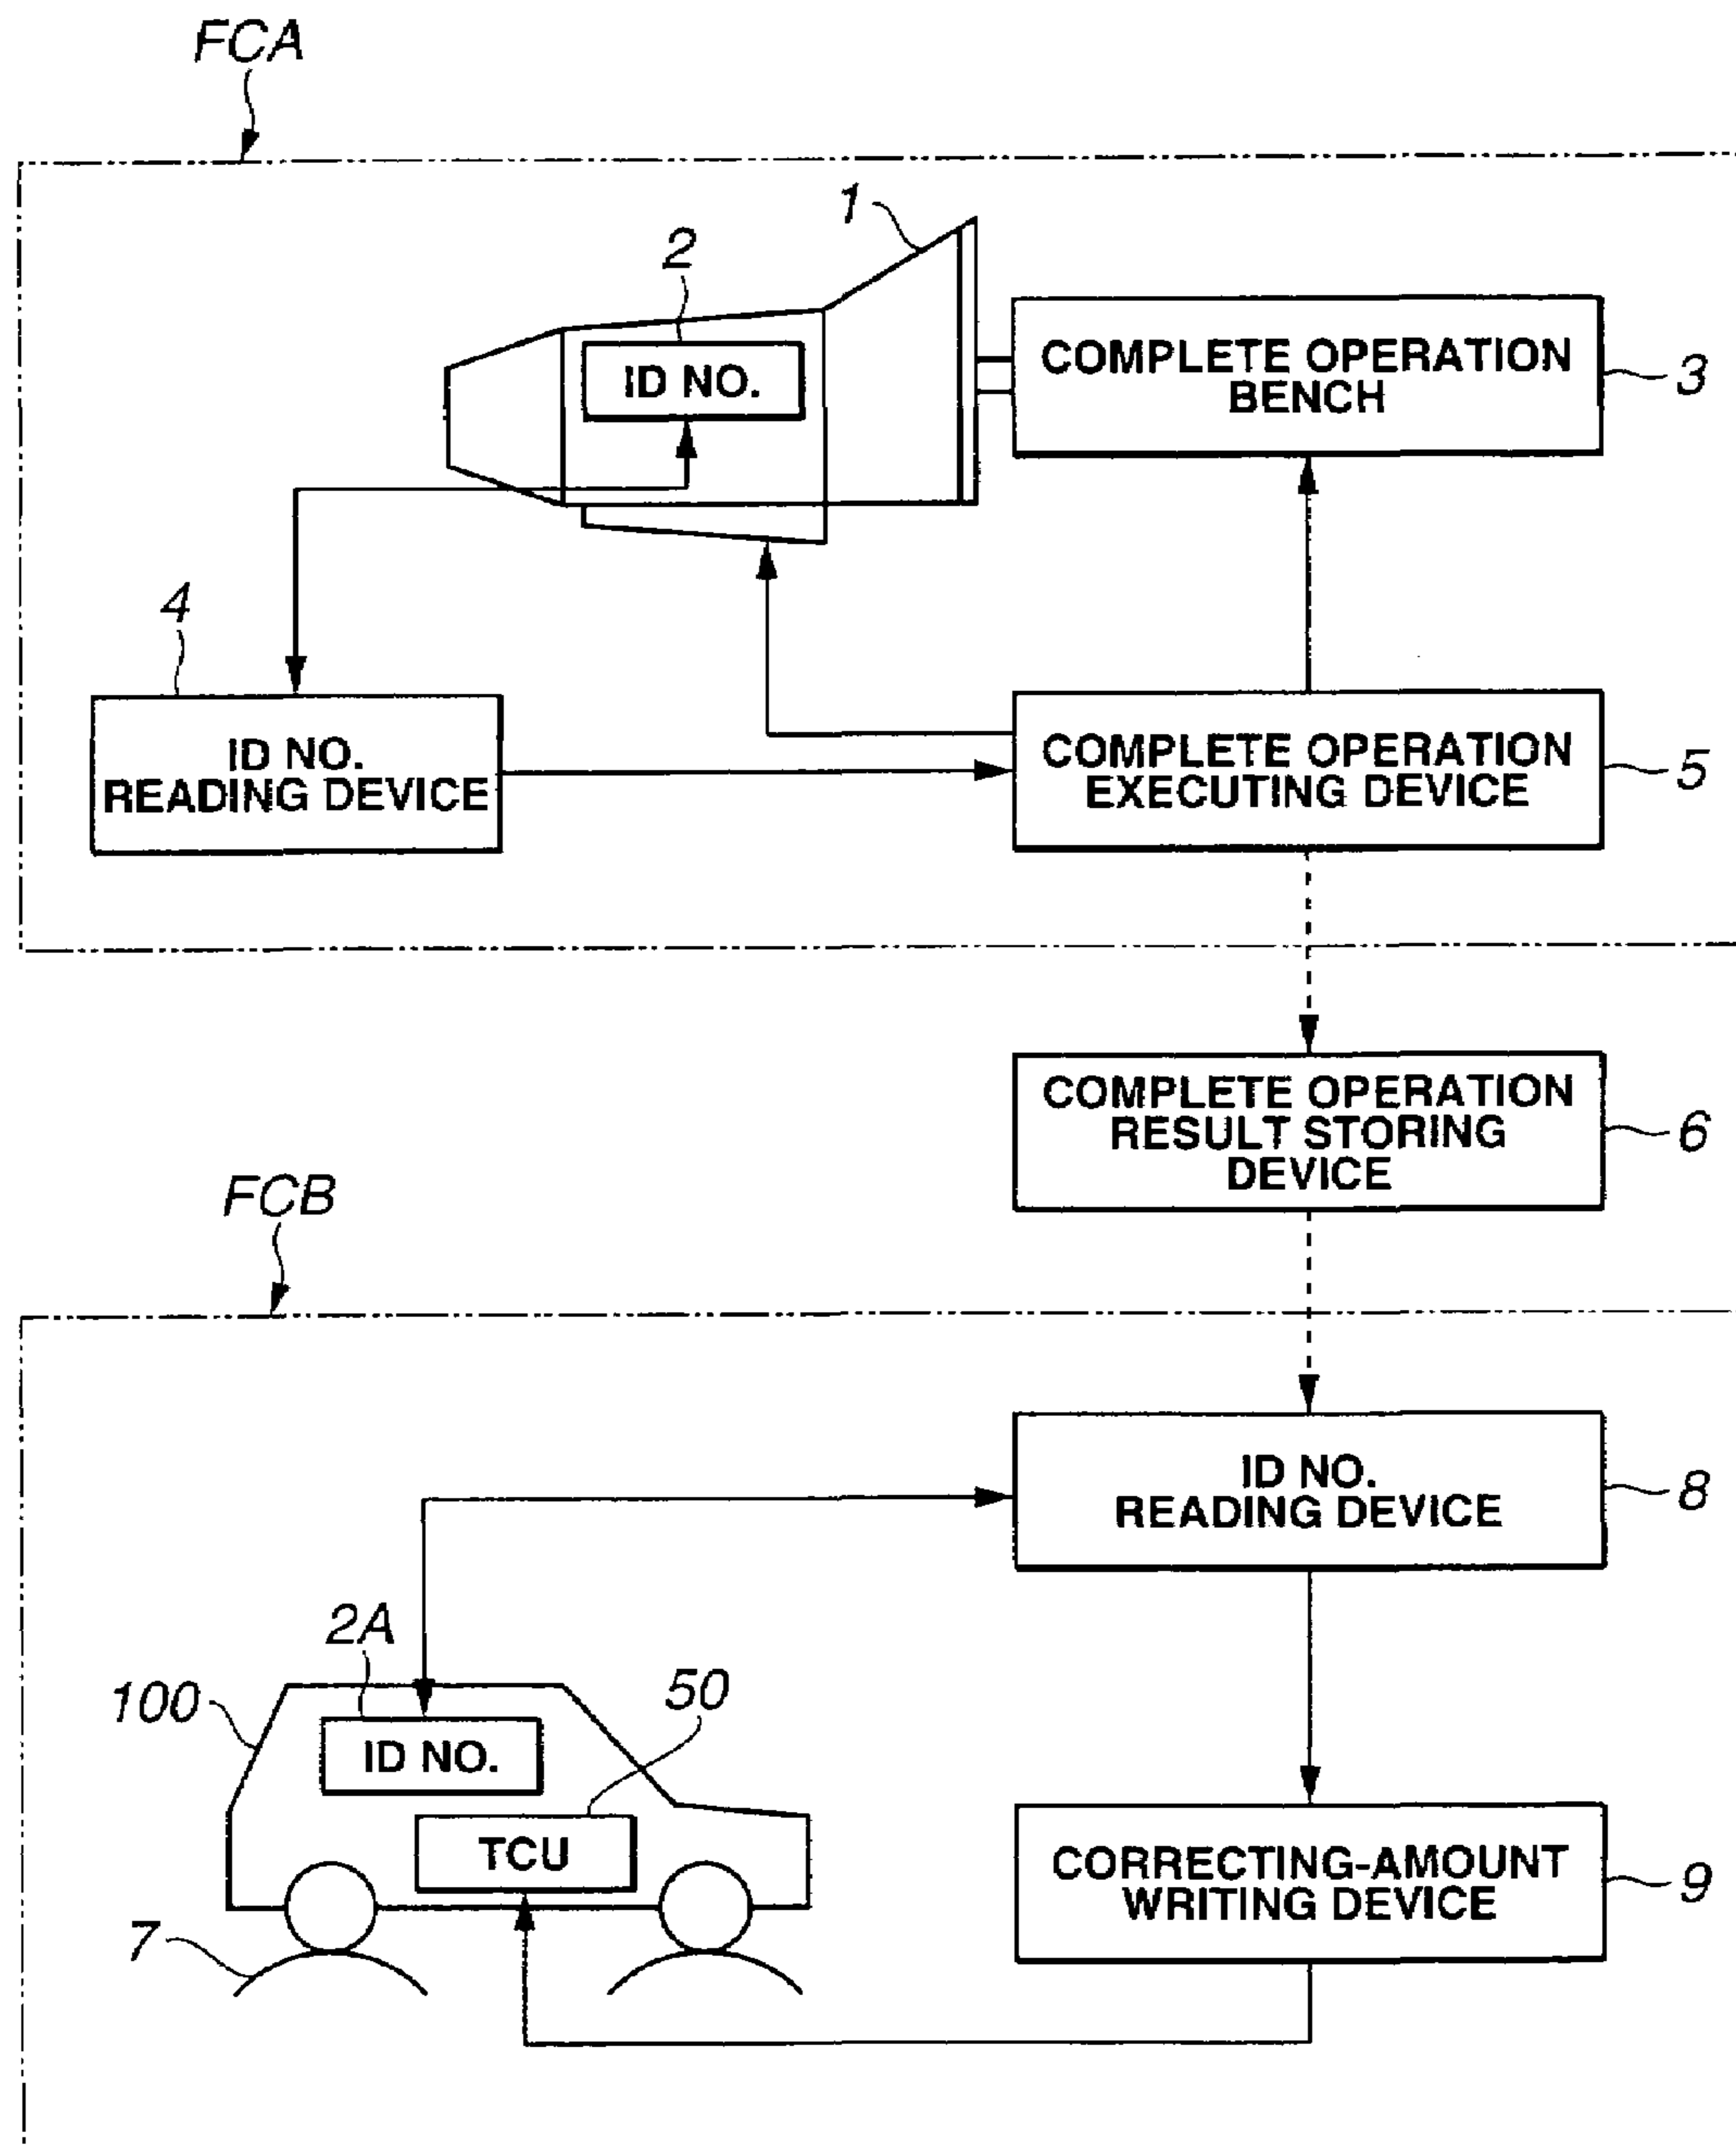 FCA
1
2
ID NO.
COMPLETE OPERATION
BENCH
3
4
ID NO.
READING DEVICE
COMPLETE OPERATION
EXECUTING DEVICE
5
COMPLETE OPERATION
RESULT STORING
DEVICE
6
FCB
ID NO.
READING DEVICE
8
2A
50
100
ID NO.
TCU
CORRECTING-AMOUNT
WRITING DEVICE
9
7